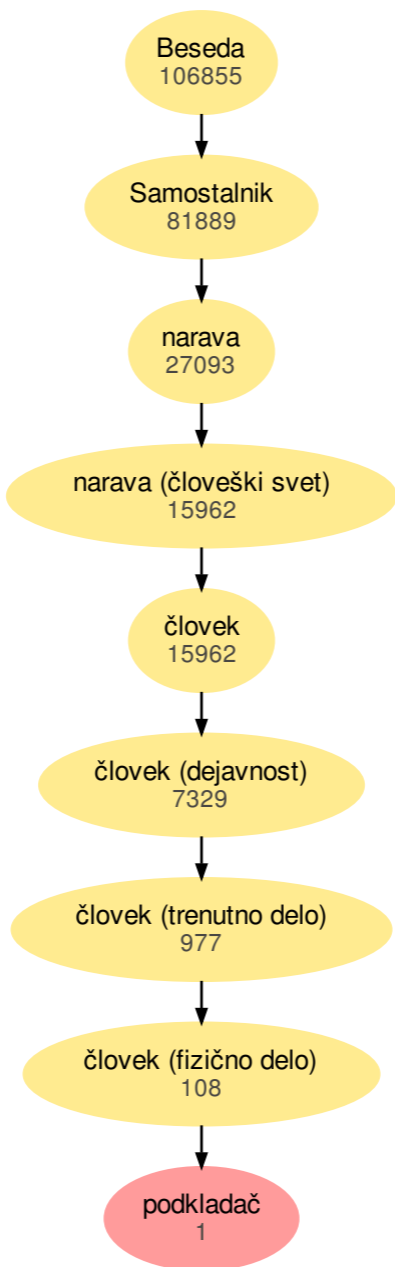 Beseda
106855
Samostalnik
81889
narava
27093
narava (človeški svet)
15962
človek
15962
človek (dejavnost)
7329
človek (trenutno delo)
977
človek (fizično delo)
108
podkladač
1